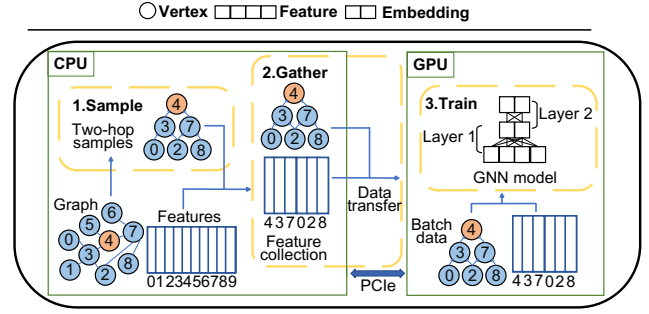 Vertex Feature Embedding
CPU
GPU
1.Sample
Two-hop
samples
4
3 7
0 2 8
2.Gather
4
3 7
0 2 8
4 3 7 0 2 8
Feature
collection
Data
transfer
3.Train
Layer 1
Layer 2
GNN model
Graph
6
5 7
0 4
3
1 2 8
Features
0123456789
PCIe
Batch
data
4
3 7
0 2 8
4 3 7 0 2 8